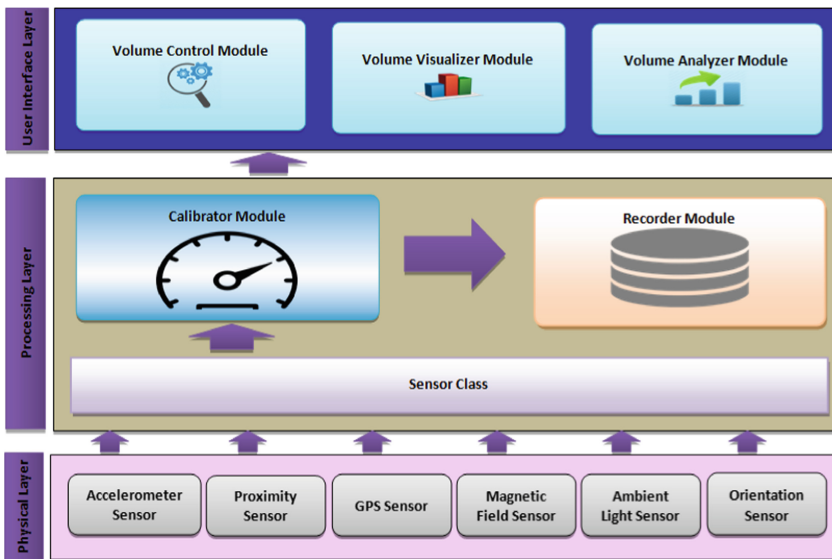 User Interface Layer
Volume Control Module
Volume Visualizer Module
Volume Analyzer Module
Processing Layer
Calibrator Module
Recorder Module
Sensor Class
Physical Layer
Accelerometer
Sensor
Proximity
Sensor
GPS Sensor
Magnetic
Field Sensor
Ambient
Light Sensor
Orientation
Sensor